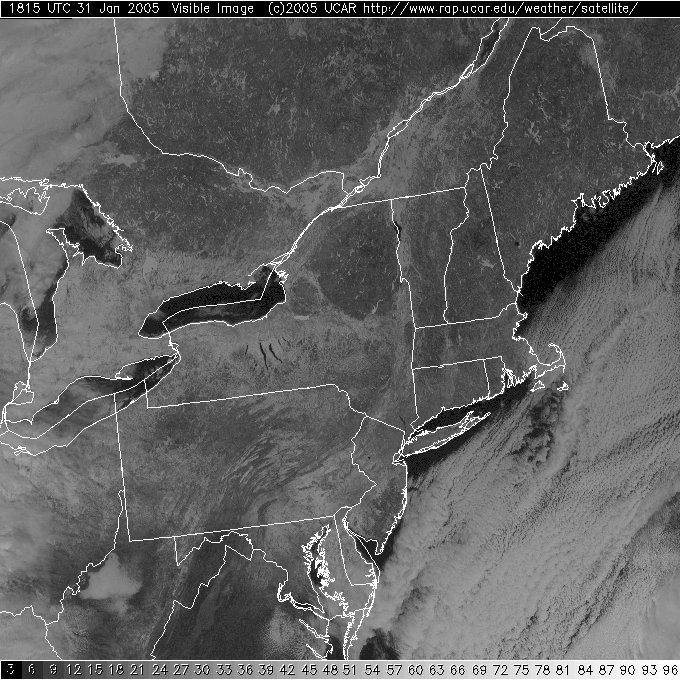 1815 UTC 31 Jan 2005 Visible Image (c)2005 UCAR http://www.rap.ucar.edu/weather/satellite/
3 6 9 12 15 18 21 24 27 30 33 36 39 42 45 48 51 54 57 60 63 66 69 72 75 78 81 84 87 90 93 96